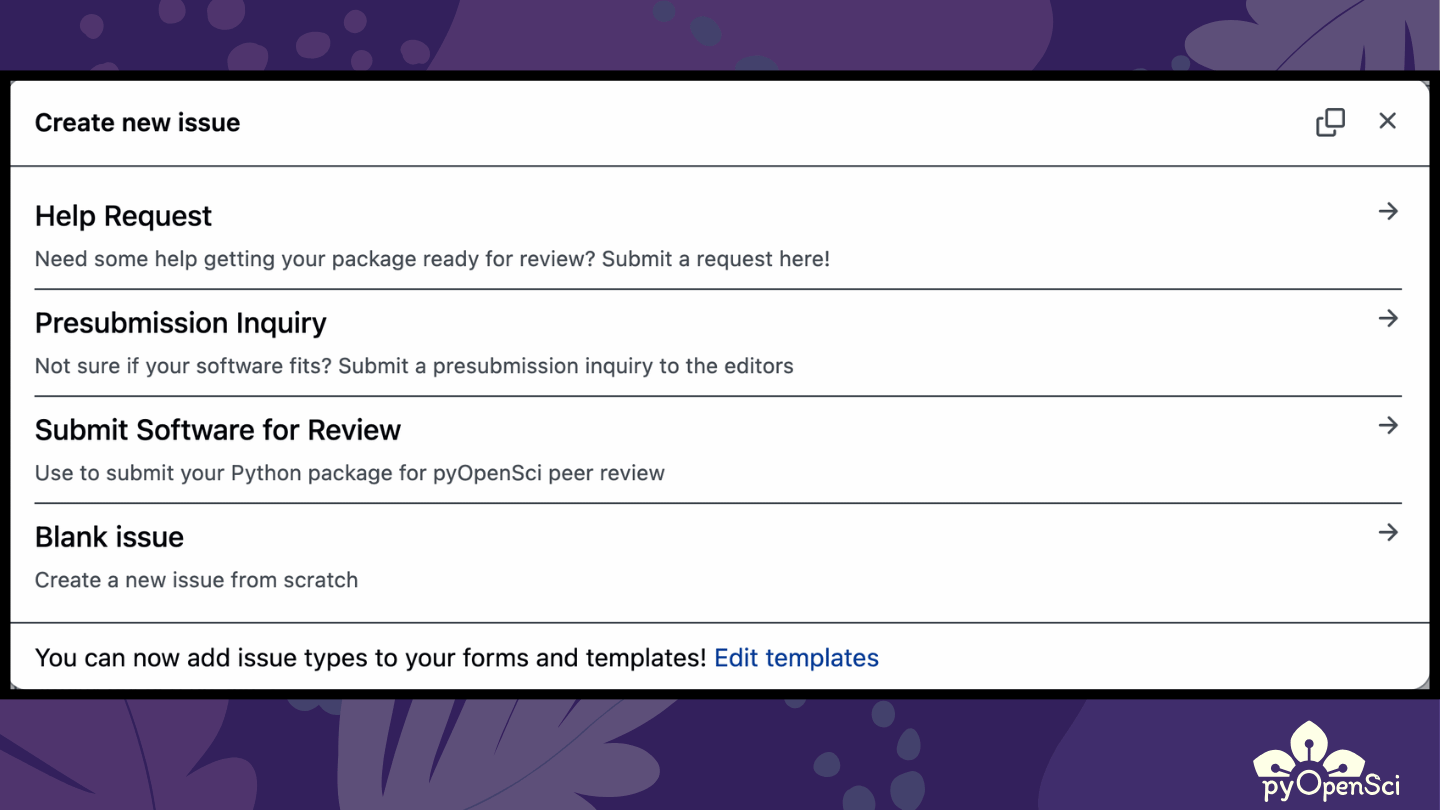 Create new issue
Help Request
Need some help getting your package ready for review? Submit a request here!
Presubmission Inquiry
Not sure if your software fits? Submit a presubmission inquiry to the editors
Submit Software for Review
Use to submit your Python package for pyOpenSci peer review
Blank issue
Create a new issue from scratch
You can now add issue types to your forms and templates! Edit templates
pyOpenSci